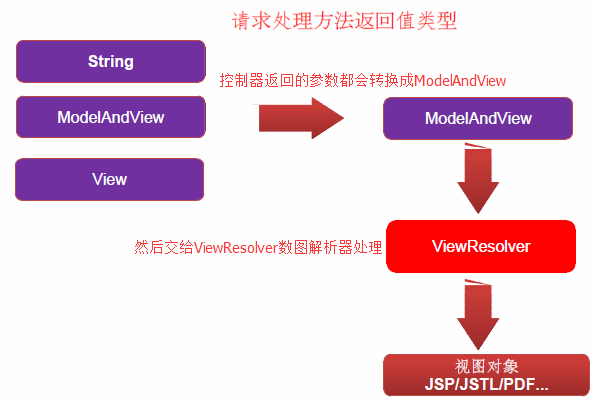 请求处理方法返回值类型
String
控制器返回的参数都会转换成ModelAndView
ModelAndView
ModelAndView
View
然后交给ViewResolver数图解析器处理
ViewResolver
视图对象
JSP/JSTL/PDF...